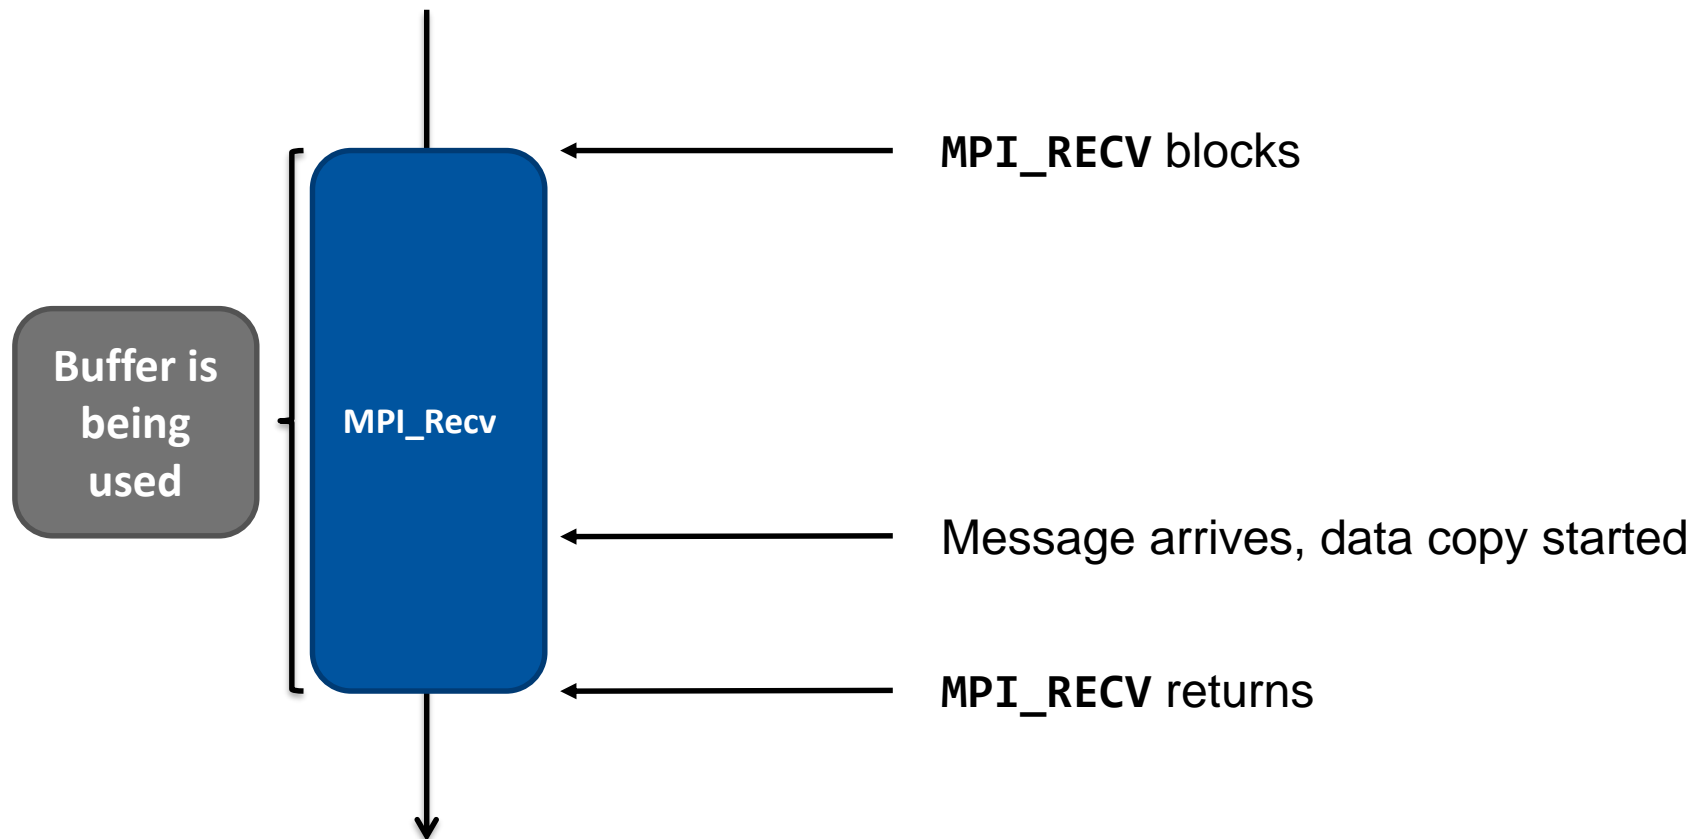 MPI_RECV blocks
Buffer is
being
used
MPI_Recv
Message arrives, data copy started
MPI_RECV returns